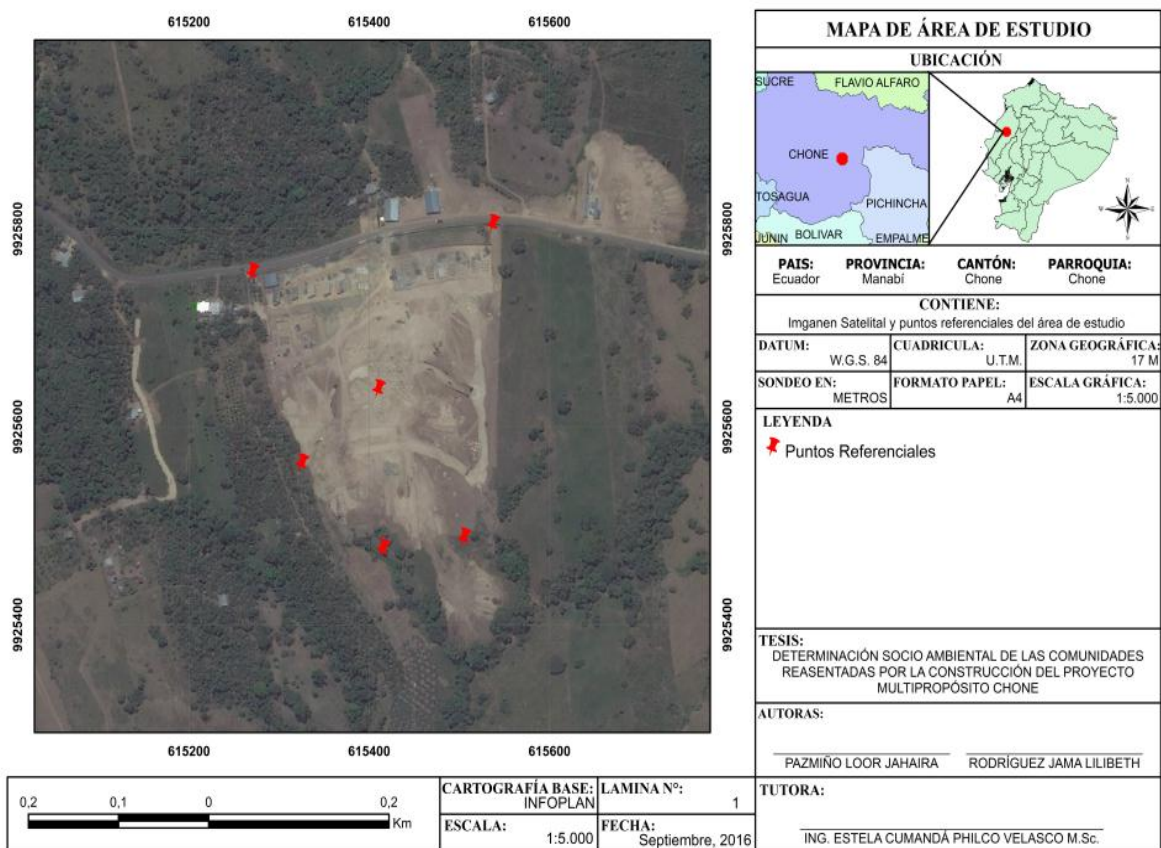 615200 615400 615600
9925800 9925800
9925600 9925600
9925400 9925400
615200 615400 615600
MAPA DE ÁREA DE ESTUDIO
UBICACIÓN
SUCRE
FLAVIO ALFARO
CHONE
TOSAGUA
PICHINCHA
BOLIVAR
JUNIN
EMPALME
N
W E
S
PAIS: PROVINCIA: CANTÓN: PARROQUIA:
Ecuador Manabí Chone Chone
CONTIENE:
Imganen Satelital y puntos referenciales del área de estudio
DATUM: CUADRICULA: ZONA GEOGRÁFICA:
W.G.S. 84 U.T.M. 17 M
SONDEO EN: FORMATO PAPEL: ESCALA GRÁFICA:
METROS A4 1:5.000
LEYENDA
Puntos Referenciales
TESIS:
DETERMINACIÓN SOCIO AMBIENTAL DE LAS COMUNIDADES
REASENTADAS POR LA CONSTRUCCIÓN DEL PROYECTO
MULTIPROPÓSITO CHONE
AUTORAS:
PAZMIÑO LOOR JAHAIRA RODRÍGUEZ JAMA LILIBETH
TUTORA:
ING. ESTELA CUMANDÁ PHILCO VELASCO M.Sc.
0,2 0,1 0 0,2
Km
CARTOGRAFÍA BASE: LAMINA N°:
INFOPLAN 1
ESCALA: FECHA:
1:5.000 Septiembre, 2016